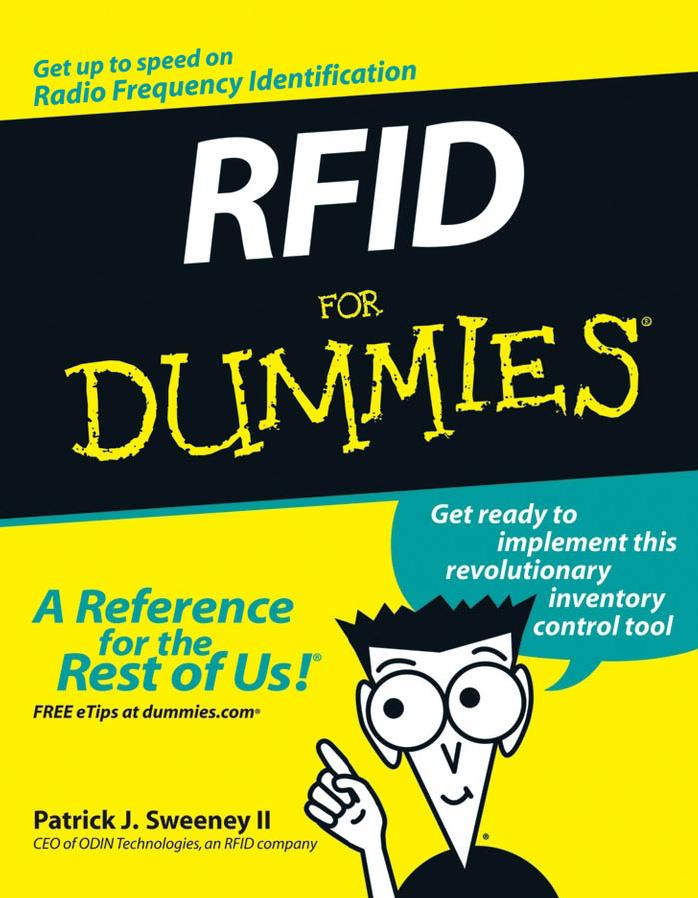 Get up to speed on
Radio Frequency Identification
RFID
FOR
DUMMIES®
Get ready to
implement this
revolutionary
inventory
control tool
A Reference
for the
Rest of Us!®
FREE eTips at dummies.com®
Patrick J. Sweeney II
CEO of ODIN Technologies, an RFID company
®